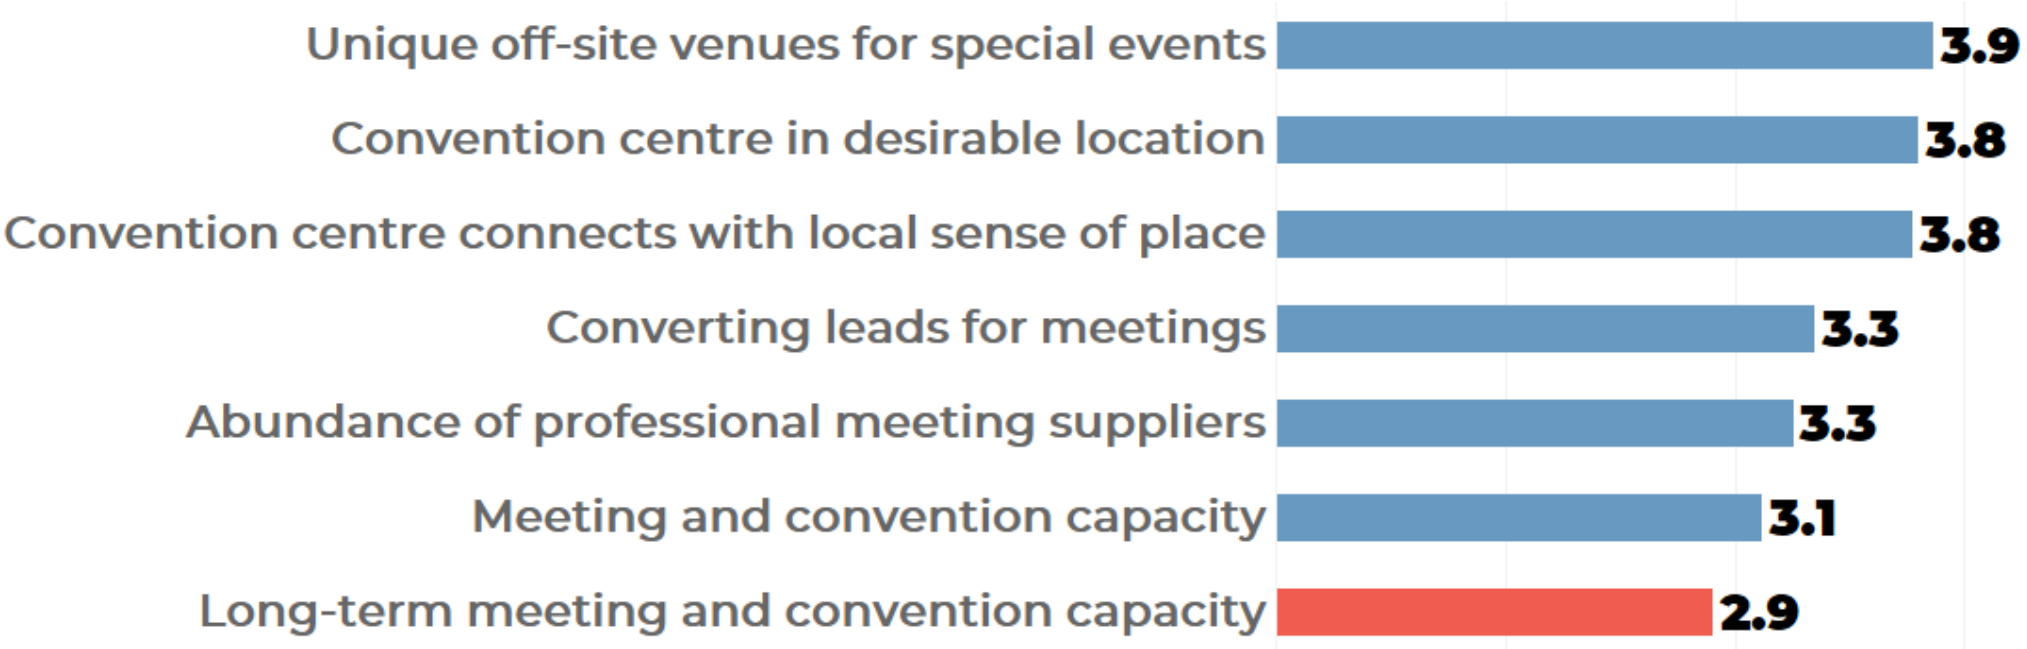 Unique off-site venues for special events 3.9
Convention centre in desirable location 3.8
Convention centre connects with local sense of place 3.8
Converting leads for meetings 3.3
Abundance of professional meeting suppliers 3.3
Meeting and convention capacity 3.1
Long-term meeting and convention capacity 2.9